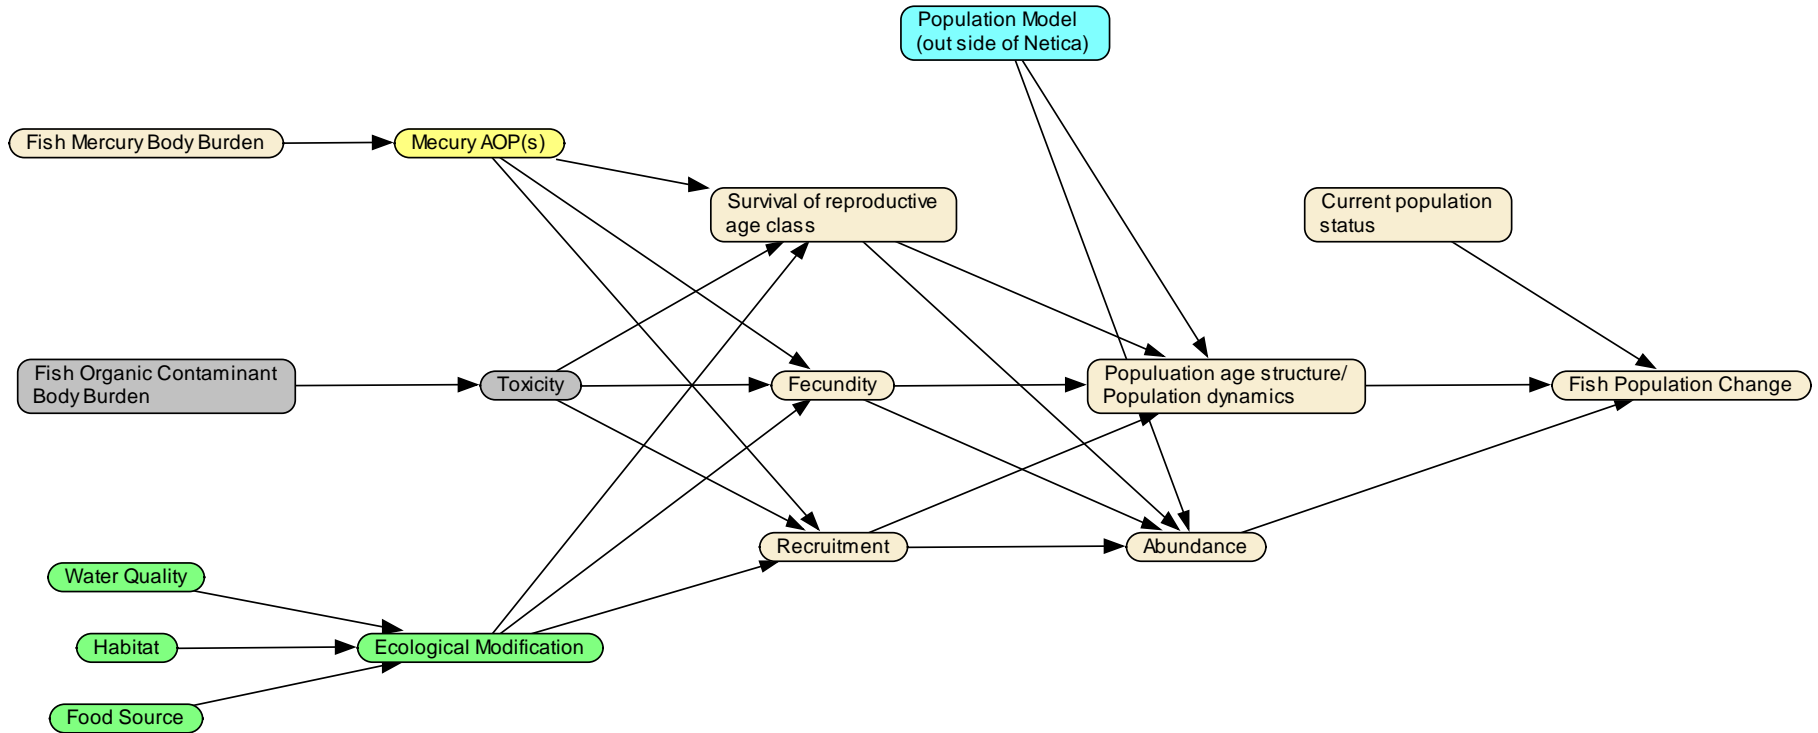 Population Model
(out side of Netica)
Fish Mercury Body Burden
Mecury AOP(s)
Survival of reproductive
age class
Current population
status
Fish Organic Contaminant
Body Burden
Toxicity
Fecundity
Populuation age structure/
Population dynamics
Fish Population Change
Recruitment
Abundance
Water Quality
Habitat
Ecological Modification
Food Source